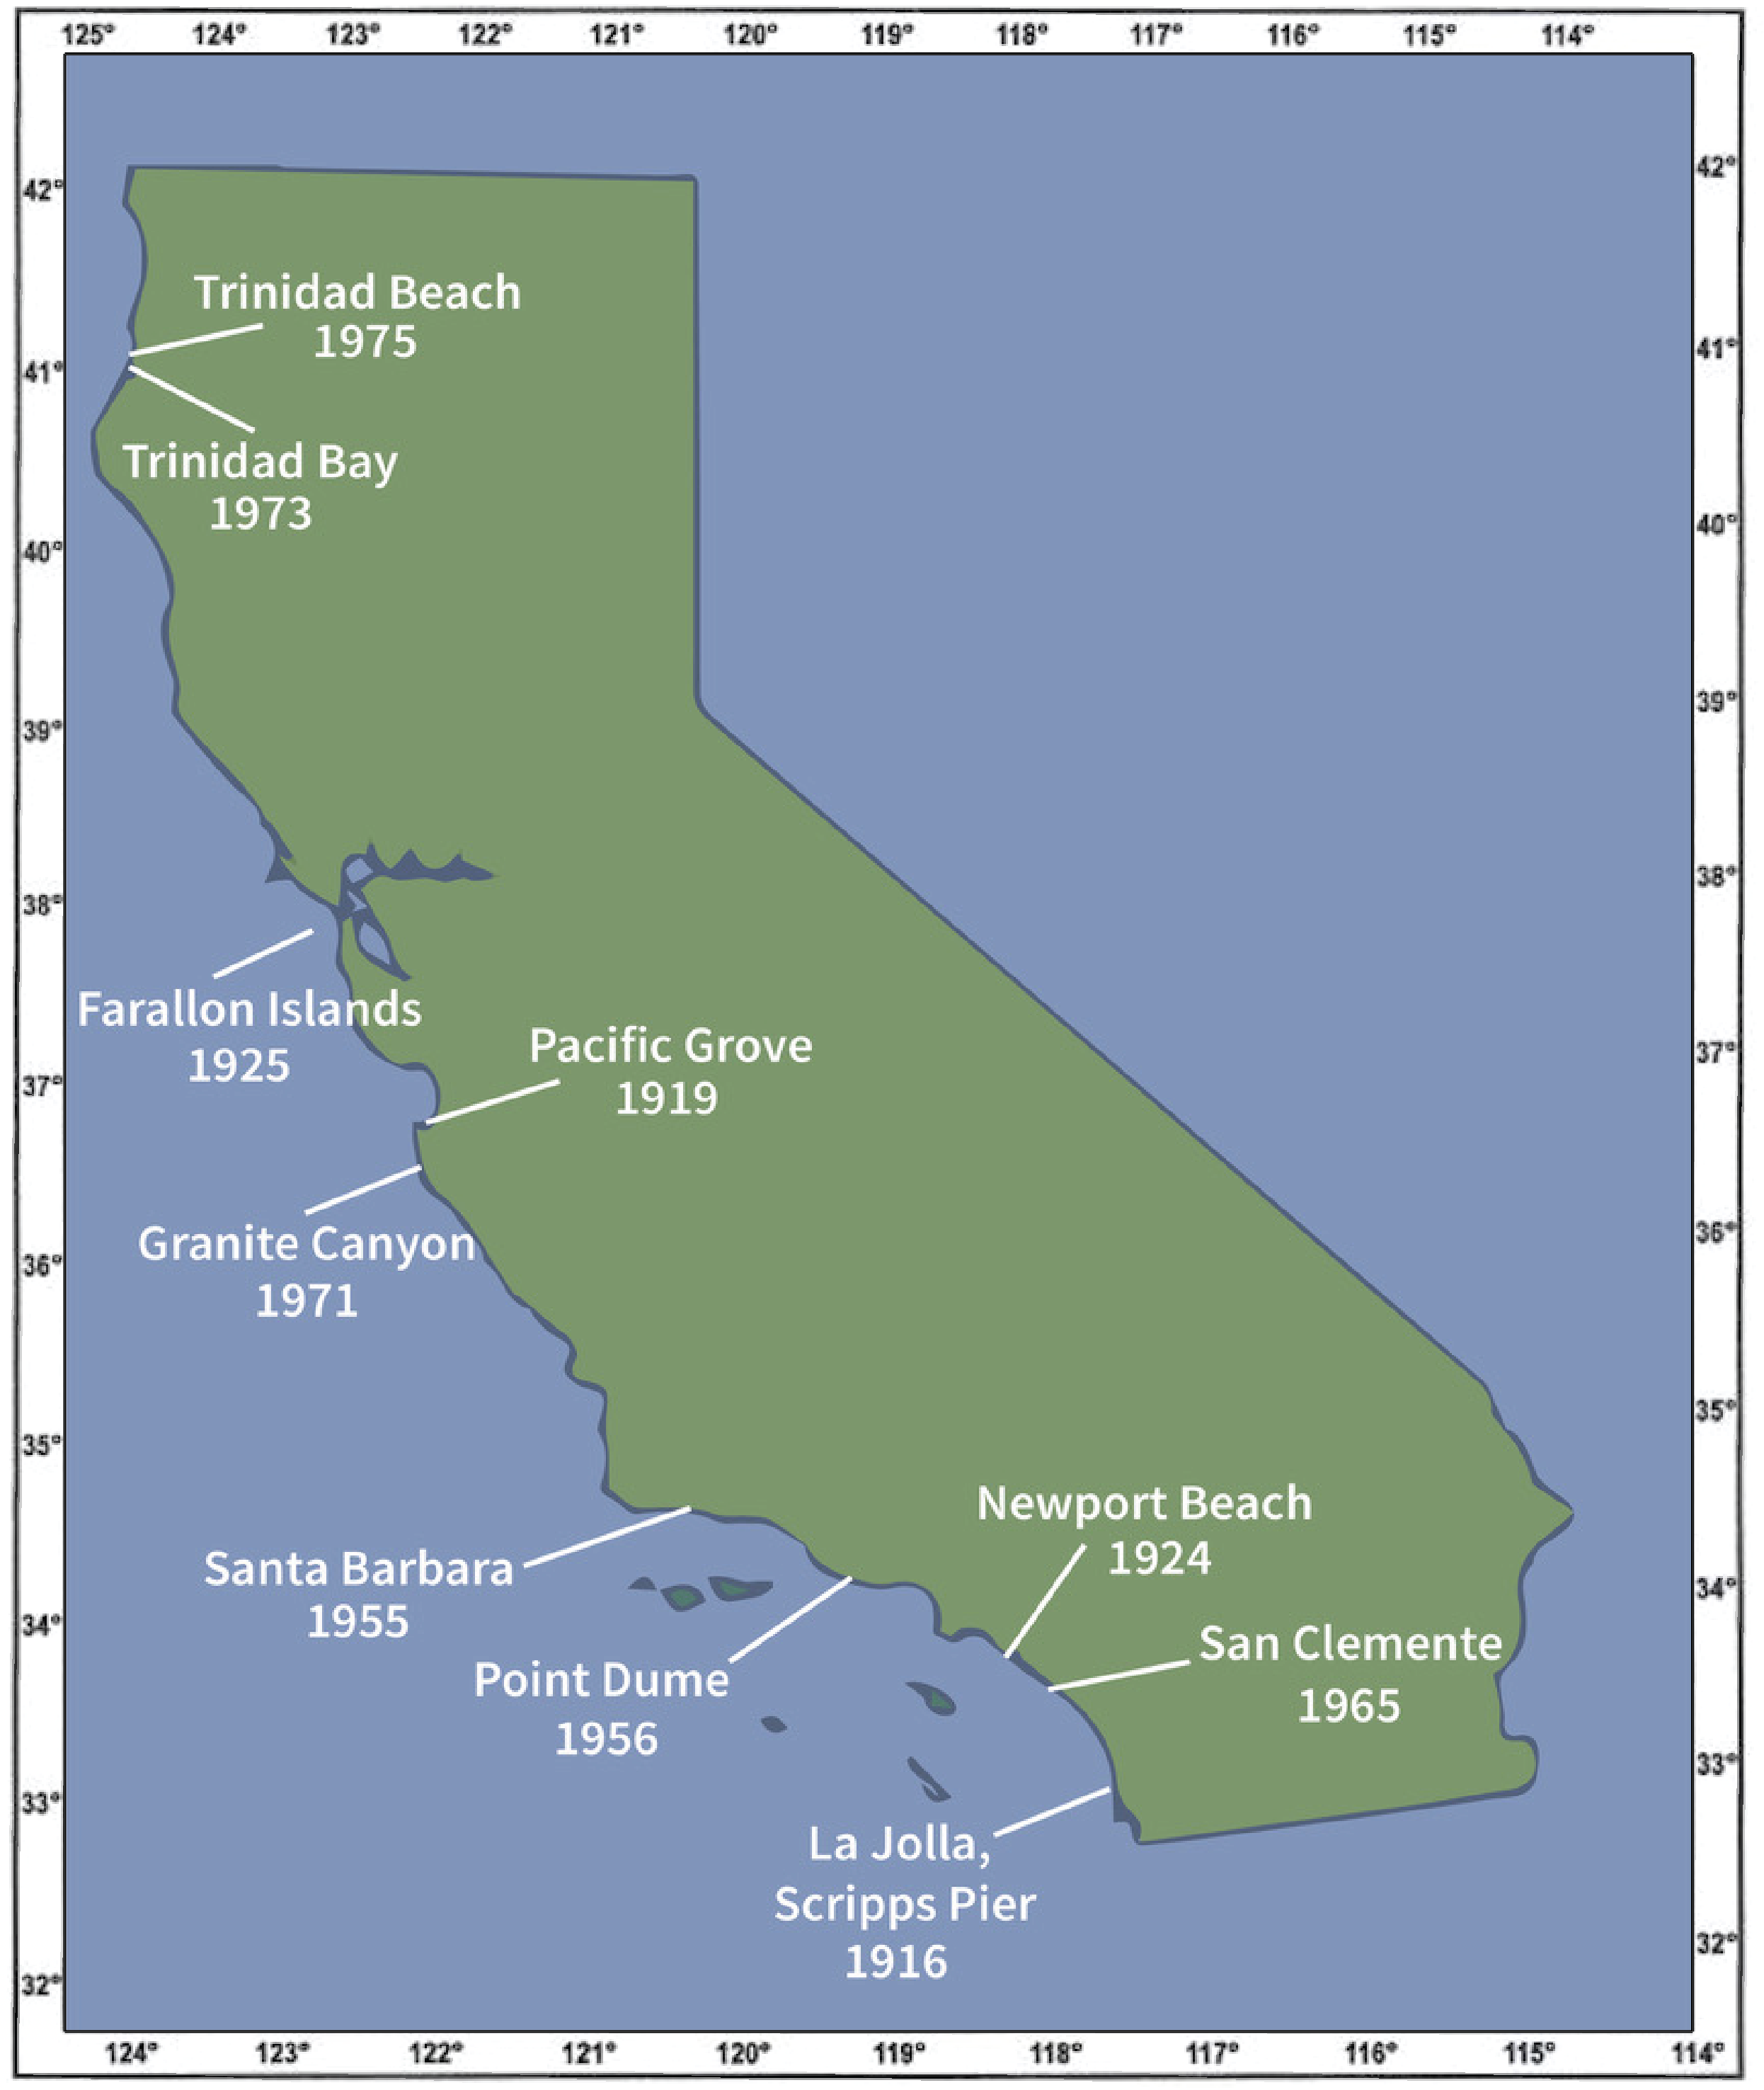 125° 124° 123° 122° 121° 120° 119° 118° 117° 116° 115° 114°
42° 42°
Trinidad Beach
1975
41° 41°
Trinidad Bay
1973
40° 40°
39° 39°
38° 38°
Farallon Islands
1925
Pacific Grove
1919
37° 37°
Granite Canyon
1971
36° 36°
35° 35°
Newport Beach
1924
Santa Barbara
1955
34° 34°
San Clemente
1965
Point Dume
1956
33° 33°
La Jolla,
Scripps Pier
1916
32° 32°
124° 123° 122° 121° 120° 119° 118° 117° 116° 115° 114°